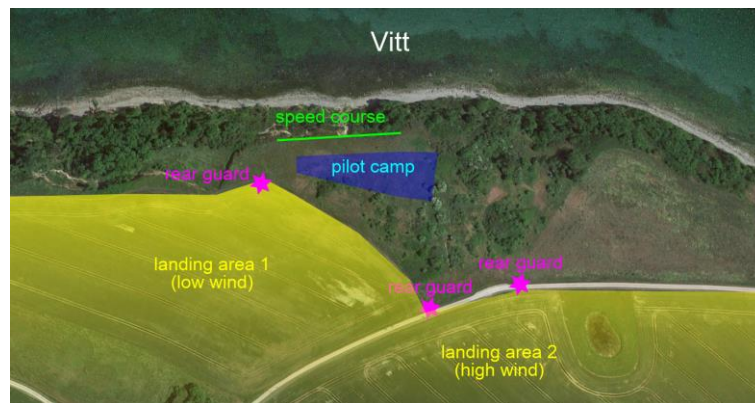 Vitt
speed course
pilot camp
rear guard
landing area 1
(low wind)
rear guard
rear guard
landing area 2
(high wind)